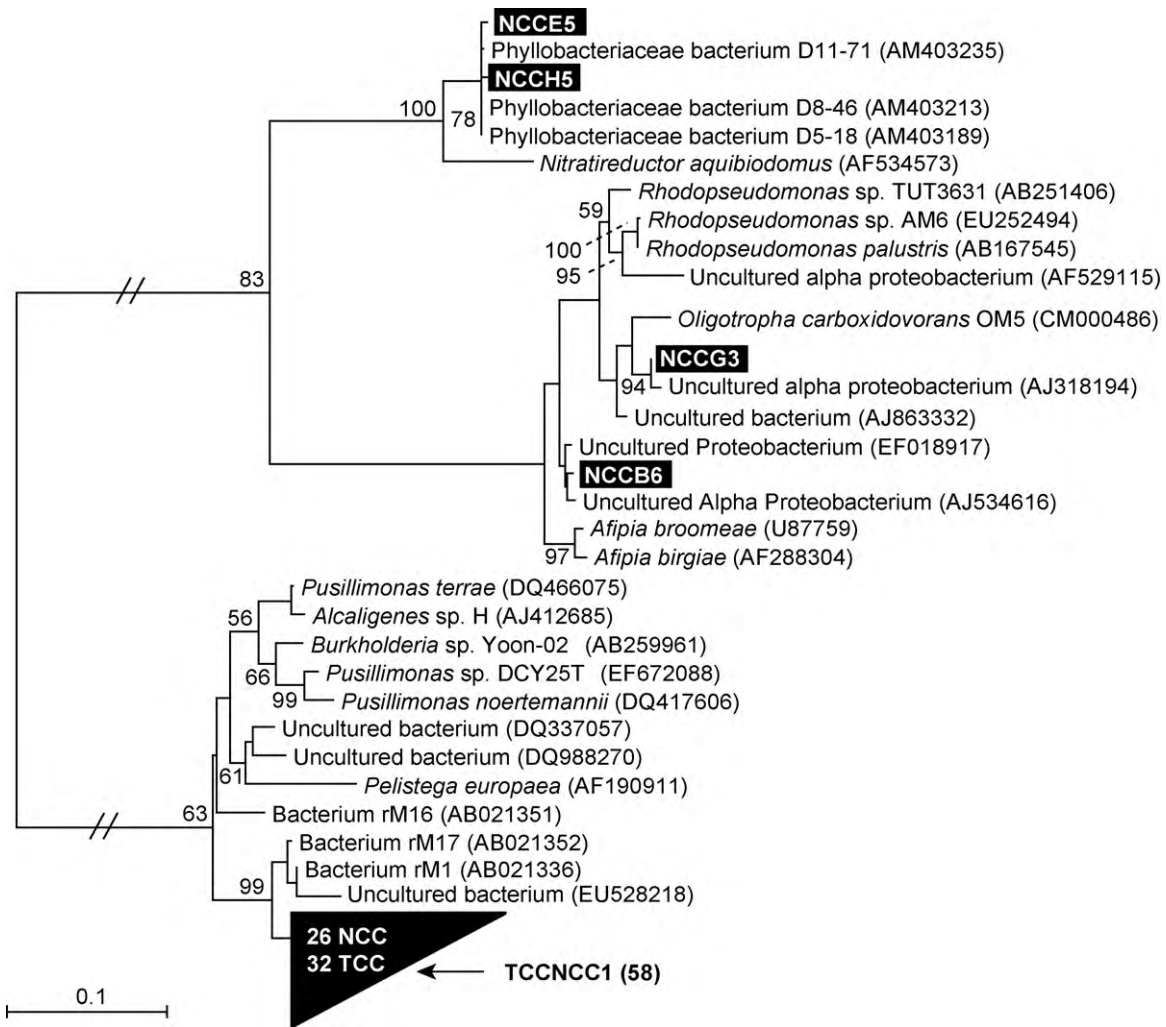 NCCE5
Phyllobacteriaceae bacterium D11-71 (AM403235)
NCCH5
100
78
Phyllobacteriaceae bacterium D8-46 (AM403213)
Phyllobacteriaceae bacterium D5-18 (AM403189)
Nitratireductor aquibiodomus (AF534573)
Rhodopseudomonas sp. TUT3631 (AB251406)
59
Rhodopseudomonas sp. AM6 (EU252494)
100
Rhodopseudomonas palustris (AB167545)
95
Uncultured alpha proteobacterium (AF529115)
83
Oligotropha carboxidovorans OM5 (CM000486)
NCCG3
94
Uncultured alpha proteobacterium (AJ318194)
Uncultured bacterium (AJ863332)
Uncultured Proteobacterium (EF018917)
NCCB6
Uncultured Alpha Proteobacterium (AJ534616)
Afipia broomeae (U87759)
97
Afipia birgiae (AF288304)
Pusillimonas terrae (DQ466075)
56
Alcaligenes sp. H (AJ412685)
Burkholderia sp. Yoon-02 (AB259961)
66
Pusillimonas sp. DCY25T (EF672088)
99
Pusillimonas noertemannii (DQ417606)
Uncultured bacterium (DQ337057)
Uncultured bacterium (DQ988270)
61
Pelistega europaea (AF190911)
63
Bacterium rM16 (AB021351)
Bacterium rM17 (AB021352)
Bacterium rM1 (AB021336)
99
Uncultured bacterium (EU528218)
26 NCC
32 TCC
TCCNCC1 (58)
0.1